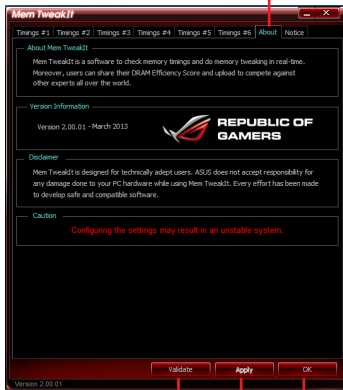 Mem TweakIt
Timings #1 Timings #2 Timings #3 Timings #4 Timings #5 Timings #6 About Notice
About Mem TweakIt
Mem TweakIt is a software to check memory timings and do memory tweaking in real-time.
Moreover, users can share their DRAM Efficiency Score and upload to compete against
other experts all over the world.
Version Information
Version 2.00.01 - March 2013
REPUBLIC OF
GAMERS
Disclaimer
Mem TweakIt is designed for technically adept users. ASUS does not accept responsibility for
any damage done to your PC hardware while using Mem TweakIt. Every effort has been made
to develop safe and compatible software.
Caution
Configuring the settings may result in an unstable system.
Validate Apply OK
Version 2.00.01